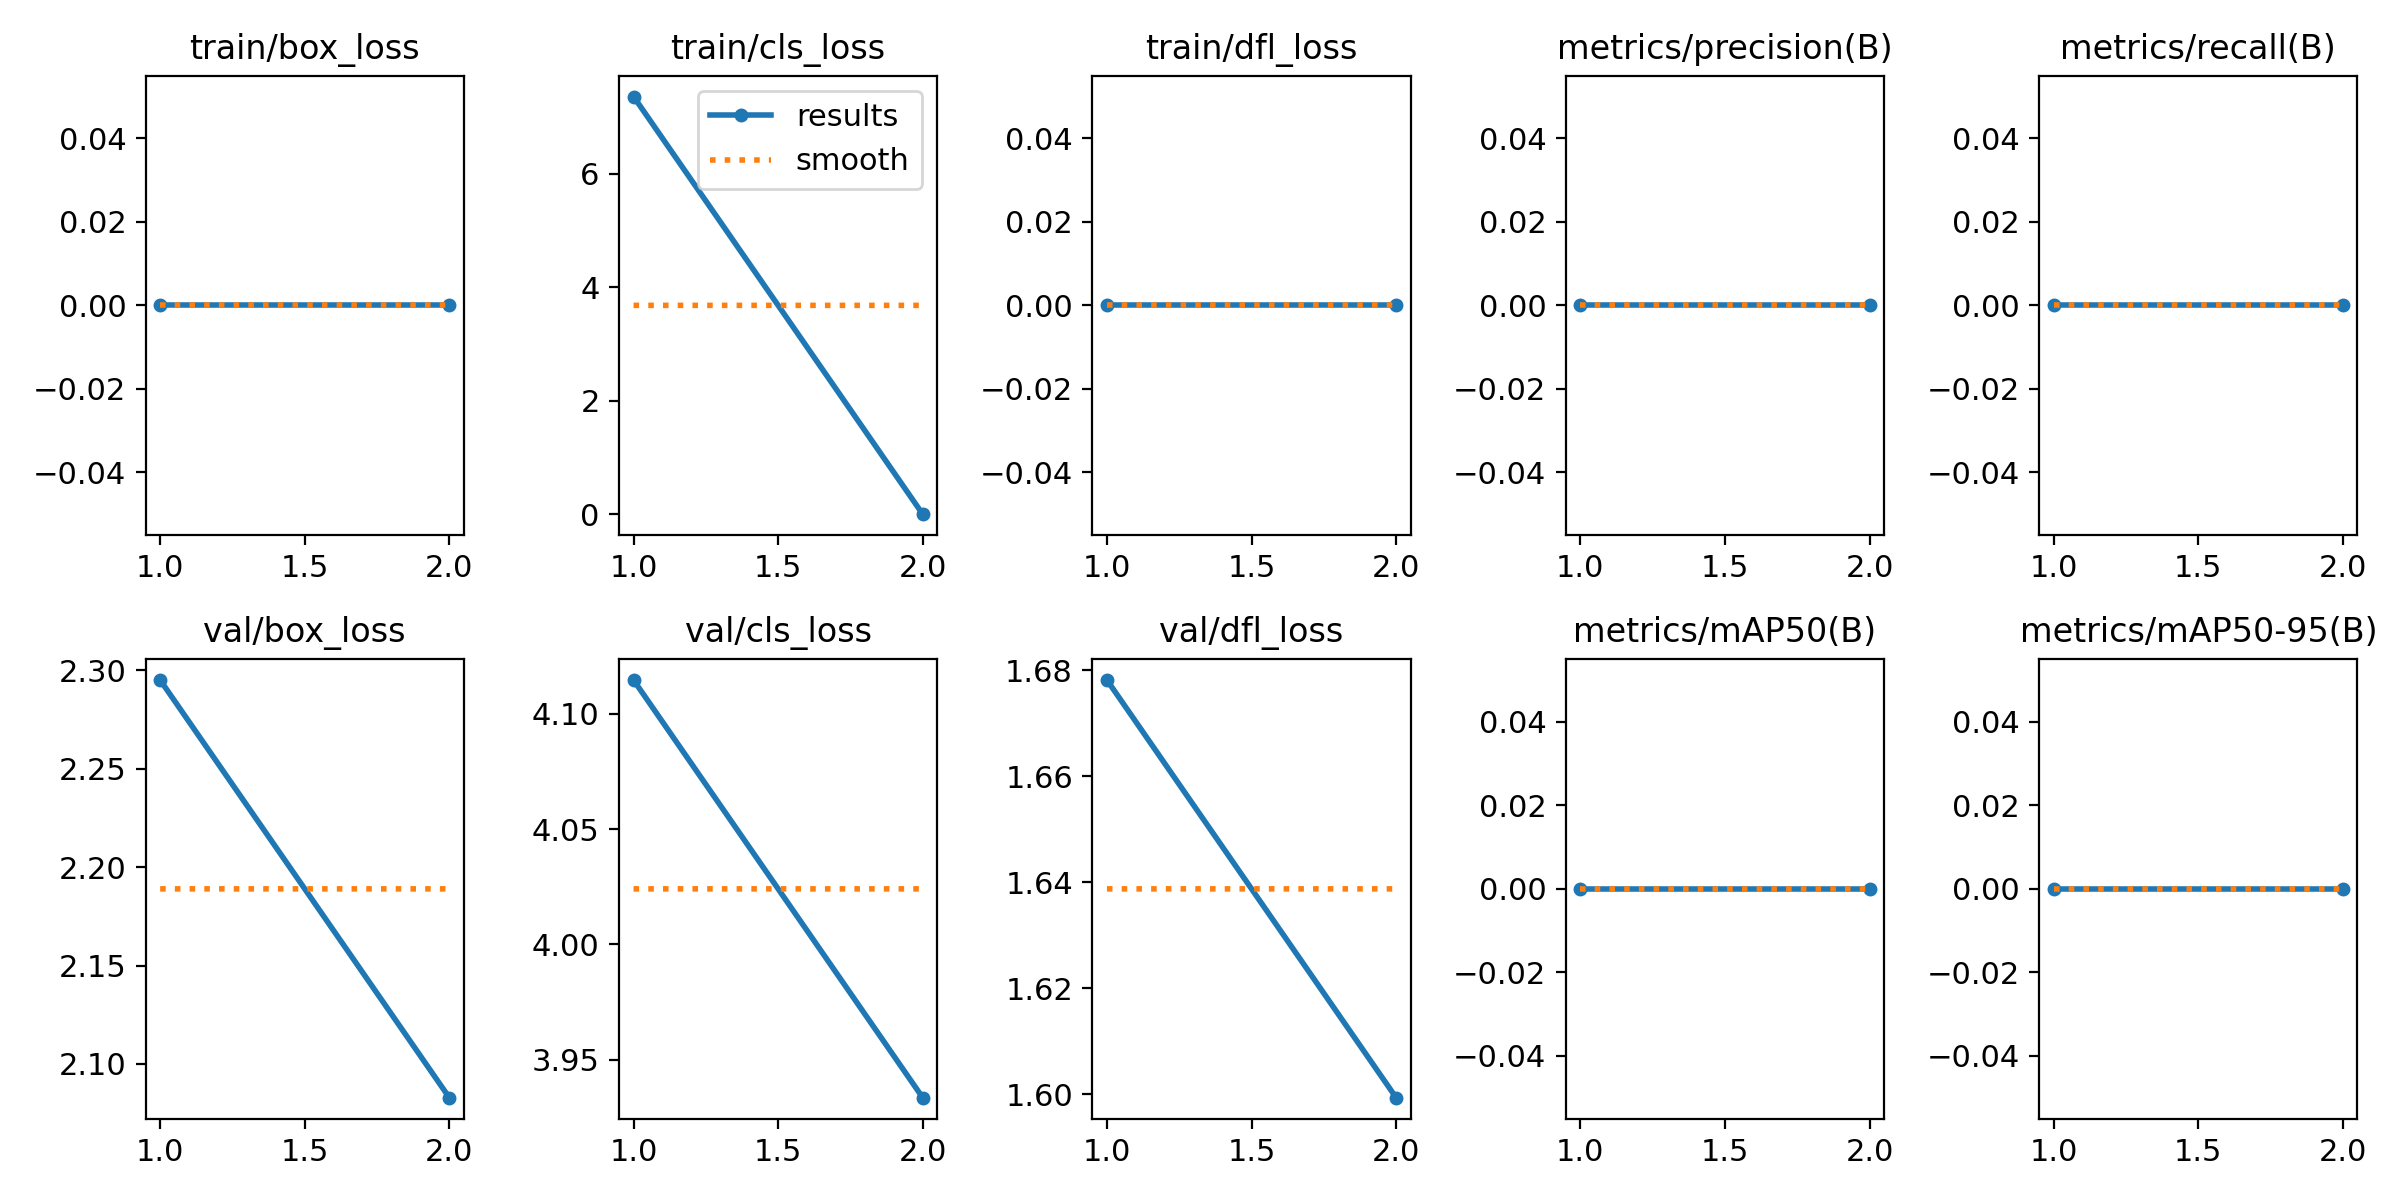 train/box_loss
train/cls_loss
train/dfl_loss
metrics/precision(B)
metrics/recall(B)
0.04
0.02
0.00
−0.02
−0.04
1.0 1.5 2.0
results
smooth
6
4
2
0
1.0 1.5 2.0
0.04
0.02
0.00
−0.02
−0.04
1.0 1.5 2.0
0.04
0.02
0.00
−0.02
−0.04
1.0 1.5 2.0
0.04
0.02
0.00
−0.02
−0.04
1.0 1.5 2.0
val/box_loss
val/cls_loss
val/dfl_loss
metrics/mAP50(B)
metrics/mAP50-95(B)
2.30
2.25
2.20
2.15
2.10
1.0 1.5 2.0
4.10
4.05
4.00
3.95
1.0 1.5 2.0
1.68
1.66
1.64
1.62
1.60
1.0 1.5 2.0
0.04
0.02
0.00
−0.02
−0.04
1.0 1.5 2.0
0.04
0.02
0.00
−0.02
−0.04
1.0 1.5 2.0